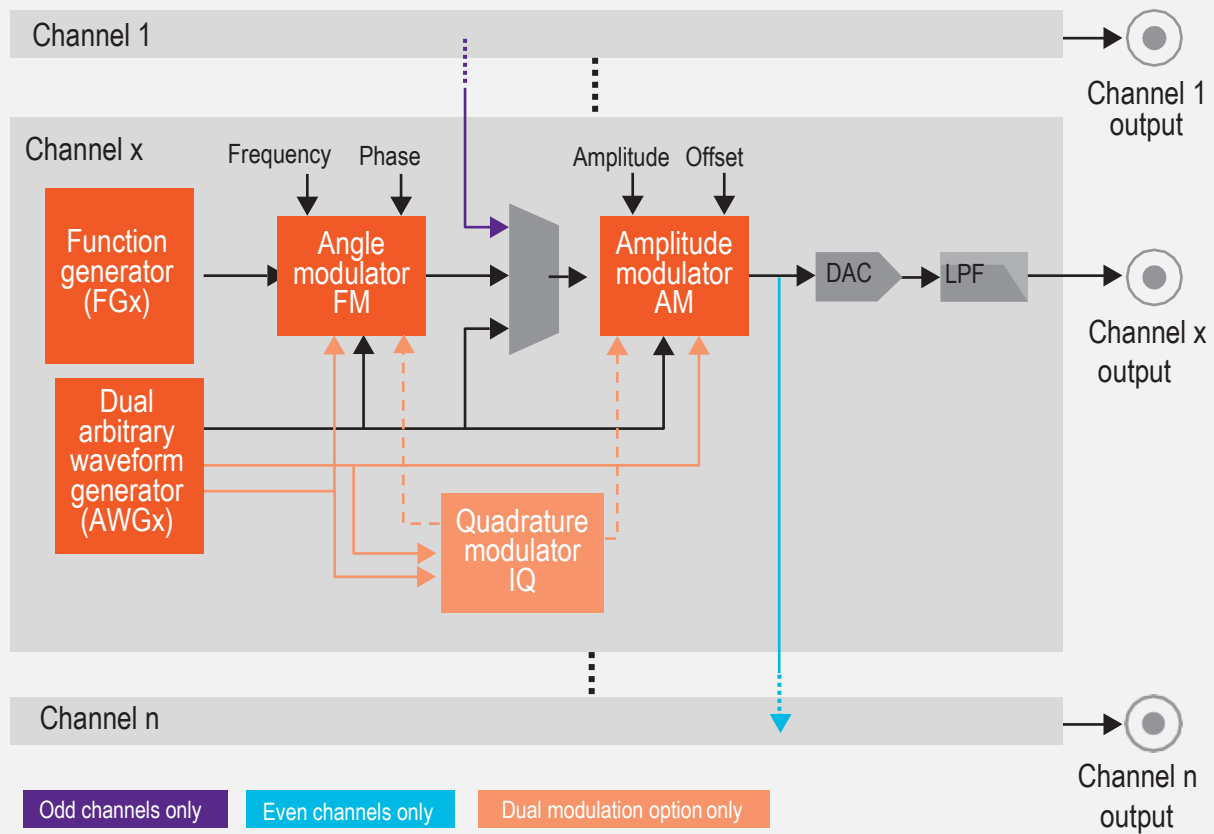 Channel 1
Channel 1
output
Channel x
Frequency
Phase
Amplitude
Offset
Function
generator
(FGx)
Angle
modulator
FM
Amplitude
modulator
AM
DAC
LPF
Channel x
output
Dual
arbitrary
waveform
generator
(AWGx)
Quadrature
modulator
IQ
Channel n
Channel n
output
Odd channels only
Even channels only
Dual modulation option only